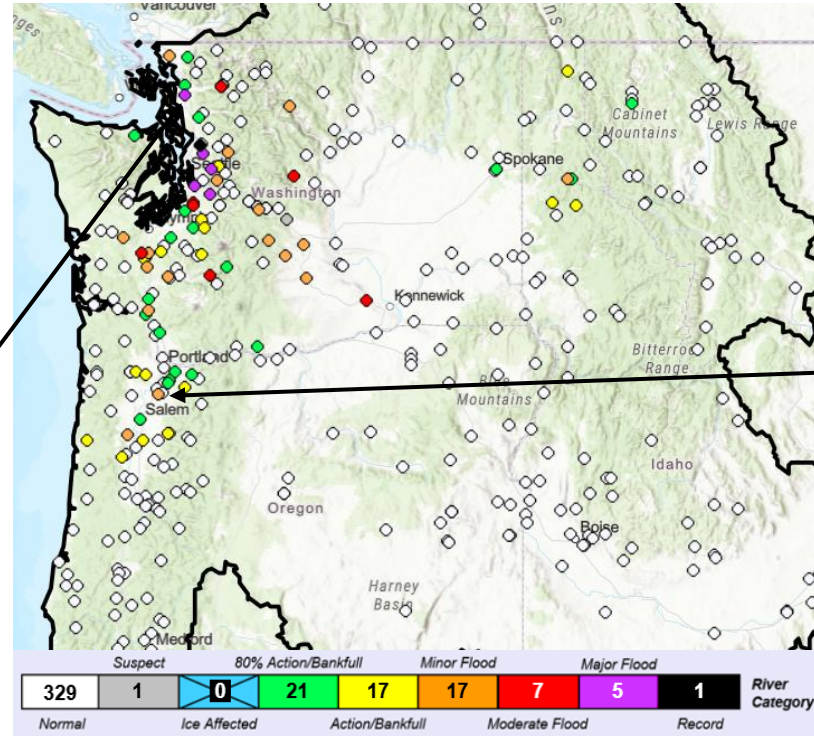 Vancouver
Cabinet
Mountains
Lewis Range
Spokane
Washington
Kennewick
Portland
Bitterroot
Range
Mountains
Salem
Idaho
Oregon
Boise
Harney
Basin
Medford
Suspect
80% Action/Bankfull
Minor Flood
Major Flood
329
1
0
21
17
17
7
5
1
River
Category
Normal
Ice Affected
Action/Bankfull
Moderate Flood
Record